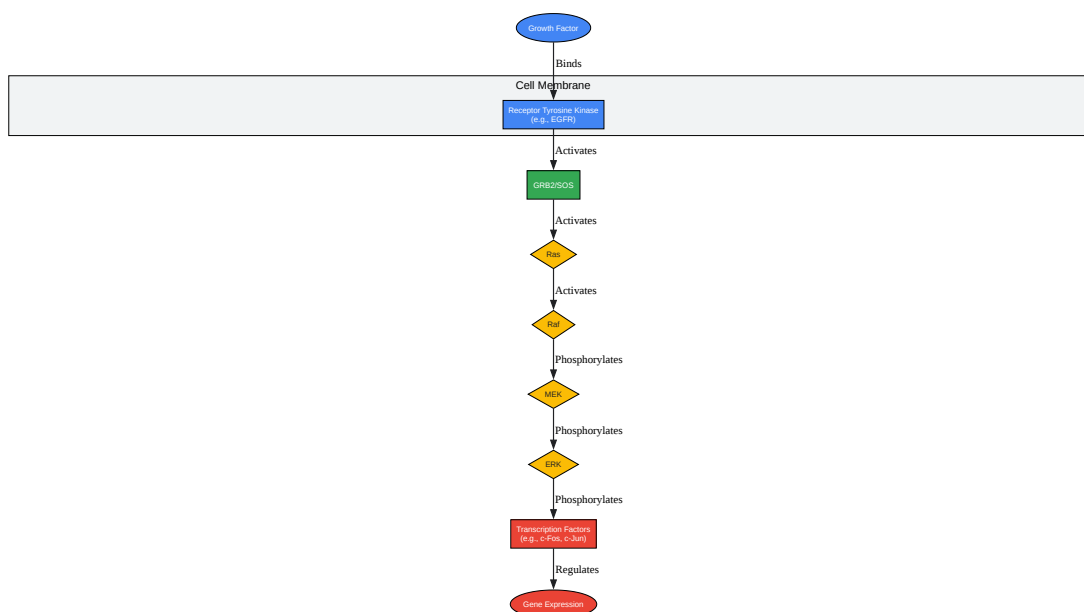 Growth Factor
Binds
Cell Membrane
Receptor Tyrosine Kinase
(e.g., EGFR)
Activates
GRB2/SOS
Activates
Ras
Activates
Raf
Phosphorylates
MEK
Phosphorylates
ERK
Phosphorylates
Transcription Factors
(e.g., c-Fos, c-Jun)
Regulates
Gene Expression